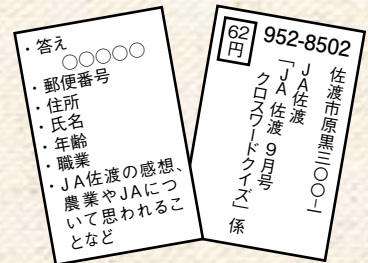 ・答え
○○○○○
・郵便番号
・住所
・氏名
・年齢
・職業
・JA佐渡の感想、
農業やJAにつ
いて思われるこ
となど
62
円
952-8502
佐渡市原黒三〇〇-一
JA佐渡
「JA佐渡 9月号
クロスワードクイズ」係